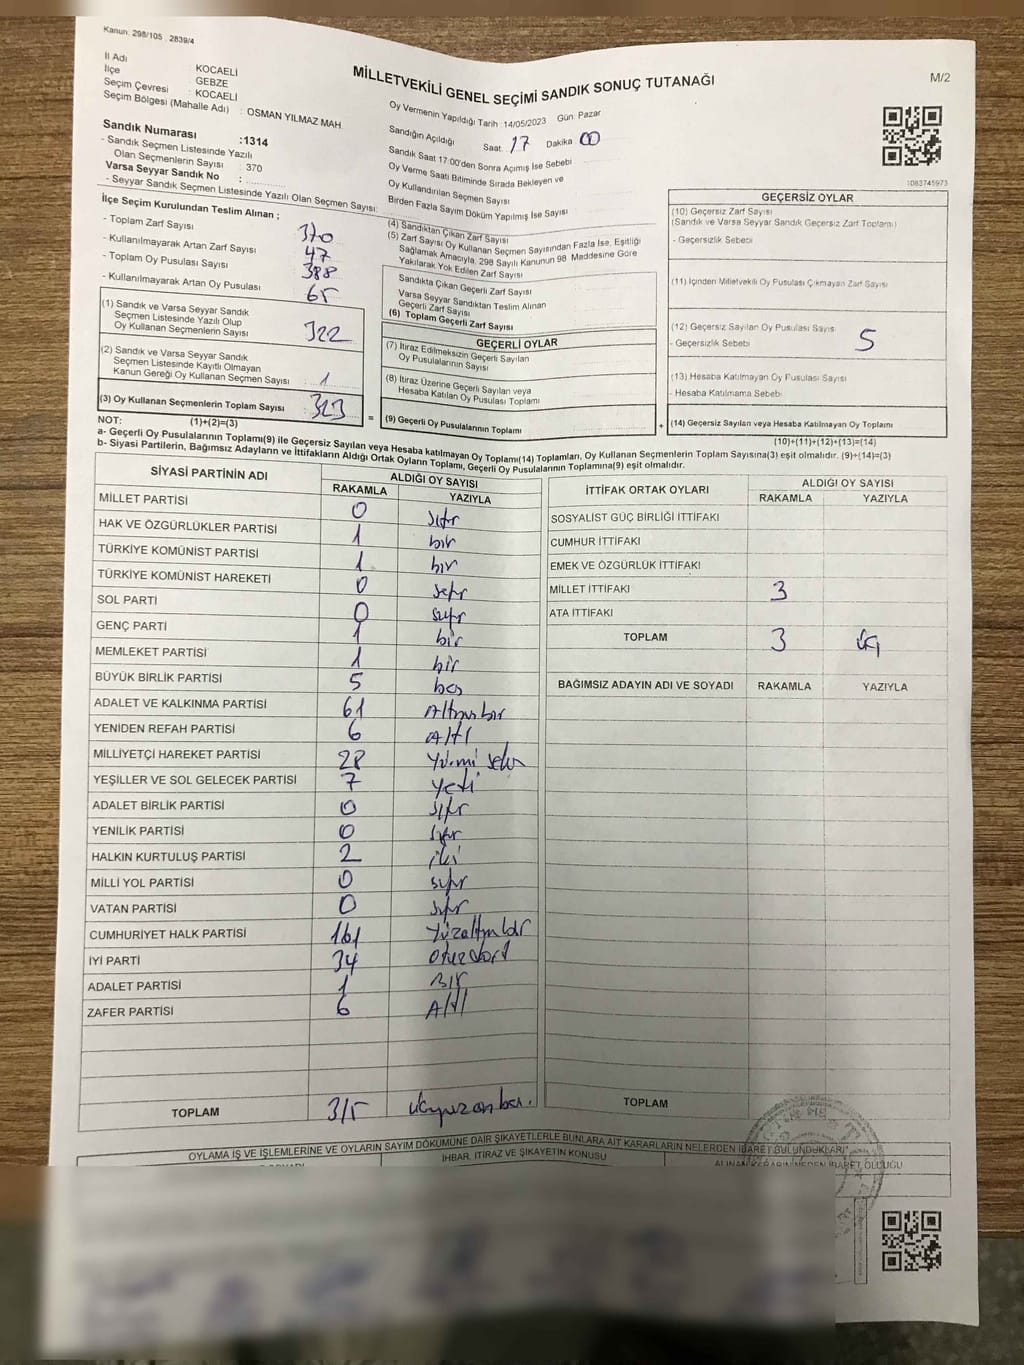 Kanun: 298/105 , 2839/4
MİLLETVEKİLİ GENEL SEÇİMİ SANDIK SONUÇ TUTANAĞI
M/2
İl Adı : KOCAELİ
İlçe : GEBZE
Seçim Çevresi : KOCAELİ
Seçim Bölgesi (Mahalle Adı) : OSMAN YILMAZ MAH.
Sandık Numarası :1314
- Sandık Seçmen Listesinde Yazılı
Olan Seçmenlerin Sayısı : 370
Varsa Seyyar Sandık No :
- Seyyar Sandık Seçmen Listesinde Yazılı Olan Seçmen Sayısı:
Oy Vermenin Yapıldığı Tarih :14/05/2023 Gün: Pazar
Sandığın Açıldığı Saat: 17 Dakika 00
Sandık Saat 17:00'den Sonra Açımış İse Sebebi
Oy Verme Saati Bitiminde Sırada Bekleyen ve
Oy Kullandırılan Seçmen Sayısı
Birden Fazla Sayım Döküm Yapılmış İse Sayısı
1083745973
İlçe Seçim Kurulundan Teslim Alınan ;
- Toplam Zarf Sayısı 370
- Kullanılmayarak Artan Zarf Sayısı 47
- Toplam Oy Pusulası Sayısı 388
- Kullanılmayarak Artan Oy Pusulası 65
(1) Sandık ve Varsa Seyyar Sandık
Seçmen Listesinde Yazılı Olup
Oy Kullanan Seçmenlerin Sayısı 322
(2) Sandık ve Varsa Seyyar Sandık
Seçmen Listesinde Kayıtlı Olmayan
Kanun Gereği Oy Kullanan Seçmen Sayısı 1
(3) Oy Kullanan Seçmenlerin Toplam Sayısı 323
(1)+(2)=(3)
(4) Sandıktan Çıkan Zarf Sayısı
(5) Zarf Sayısı Oy Kullanan Seçmen Sayısından Fazla İse, Eşitliği
Sağlamak Amacıyla, 298 Sayılı Kanunun 98 Maddesine Göre
Yakılarak Yok Edilen Zarf Sayısı
Sandıkta Çıkan Geçerli Zarf Sayısı
Varsa Seyyar Sandıktan Teslim Alınan
Geçerli Zarf Sayısı
(6) Toplam Geçerli Zarf Sayısı
GEÇERLİ OYLAR
(7) İtiraz Edilmeksizin Geçerli Sayılan
Oy Pusulalarının Sayısı
(8) İtiraz Üzerine Geçerli Sayılan veya
Hesaba Katılan Oy Pusulası Toplamı
= (9) Geçerli Oy Pusulalarının Toplamı
GEÇERSİZ OYLAR
(10) Geçersiz Zarf Sayısı
(Sandık ve Varsa Seyyar Sandık Geçersiz Zarf Toplamı)
- Geçersizlik Sebebi
(11) İçinden Milletvekili Oy Pusulası Çıkmayan Zarf Sayısı
(12) Geçersiz Sayılan Oy Pusulası Sayısı 5
- Geçersizlik Sebebi
(13) Hesaba Katılmayan Oy Pusulası Sayısı
- Hesaba Katılmama Sebebi
+ (14) Geçersiz Sayılan veya Hesaba Katılmayan Oy Toplamı
(10)+(11)+(12)+(13)=(14)
NOT:
a- Geçerli Oy Pusulalarının Toplamı(9) ile Geçersiz Sayılan veya Hesaba katılmayan Oy Toplamı(14) Toplamları, Oy Kullanan Seçmenlerin Toplam Sayısına(3) eşit olmalıdır. (9)+(14)=(3)
b- Siyasi Partilerin, Bağımsız Adayların ve İttifakların Aldığı Ortak Oyların Toplamı, Geçerli Oy Pusulalarının Toplamına(9) eşit olmalıdır.
SİYASİ PARTİNİN ADI ALDIĞI OY SAYISI
RAKAMLA YAZIYLA
MİLLET PARTİSİ 0 sıfır
HAK VE ÖZGÜRLÜKLER PARTİSİ 1 bir
TÜRKİYE KOMÜNİST PARTİSİ 1 bir
TÜRKİYE KOMÜNİST HAREKETİ 0 sıfır
SOL PARTİ 0 sıfır
GENÇ PARTİ 1 bir
MEMLEKET PARTİSİ 1 bir
BÜYÜK BİRLİK PARTİSİ 5 beş
ADALET VE KALKINMA PARTİSİ 61 Altmışbir
YENİDEN REFAH PARTİSİ 6 Altı
MİLLİYETÇİ HAREKET PARTİSİ 28 Yirmi sekiz
YEŞİLLER VE SOL GELECEK PARTİSİ 7 yedi
ADALET BİRLİK PARTİSİ 0 sıfır
YENİLİK PARTİSİ 0 sıfır
HALKIN KURTULUŞ PARTİSİ 2 iki
MİLLİ YOL PARTİSİ 0 sıfır
VATAN PARTİSİ 0 sıfır
CUMHURİYET HALK PARTİSİ 161 Yüzaltmışbir
İYİ PARTİ 34 otuzdört
ADALET PARTİSİ 1 BİR
ZAFER PARTİSİ 6 Altı
TOPLAM 315 üçyüzonbeş.
İTTİFAK ORTAK OYLARI ALDIĞI OY SAYISI
RAKAMLA YAZIYLA
SOSYALİST GÜÇ BİRLİĞİ İTTİFAKI
CUMHUR İTTİFAKI
EMEK VE ÖZGÜRLÜK İTTİFAKI
MİLLET İTTİFAKI 3
ATA İTTİFAKI
TOPLAM 3 üç
BAĞIMSIZ ADAYIN ADI VE SOYADI RAKAMLA YAZIYLA
TOPLAM
OYLAMA İŞ VE İŞLEMLERİNE VE OYLARIN SAYIM DÖKÜMÜNE DAİR ŞİKAYETLERLE BUNLARA AİT KARARLARIN NELERDEN İBARET BULUNDUKLARI
İHBAR, İTİRAZ VE ŞİKAYETİN KONUSU
ALINAN KARARIN NEDEN İBARET OLDUĞU